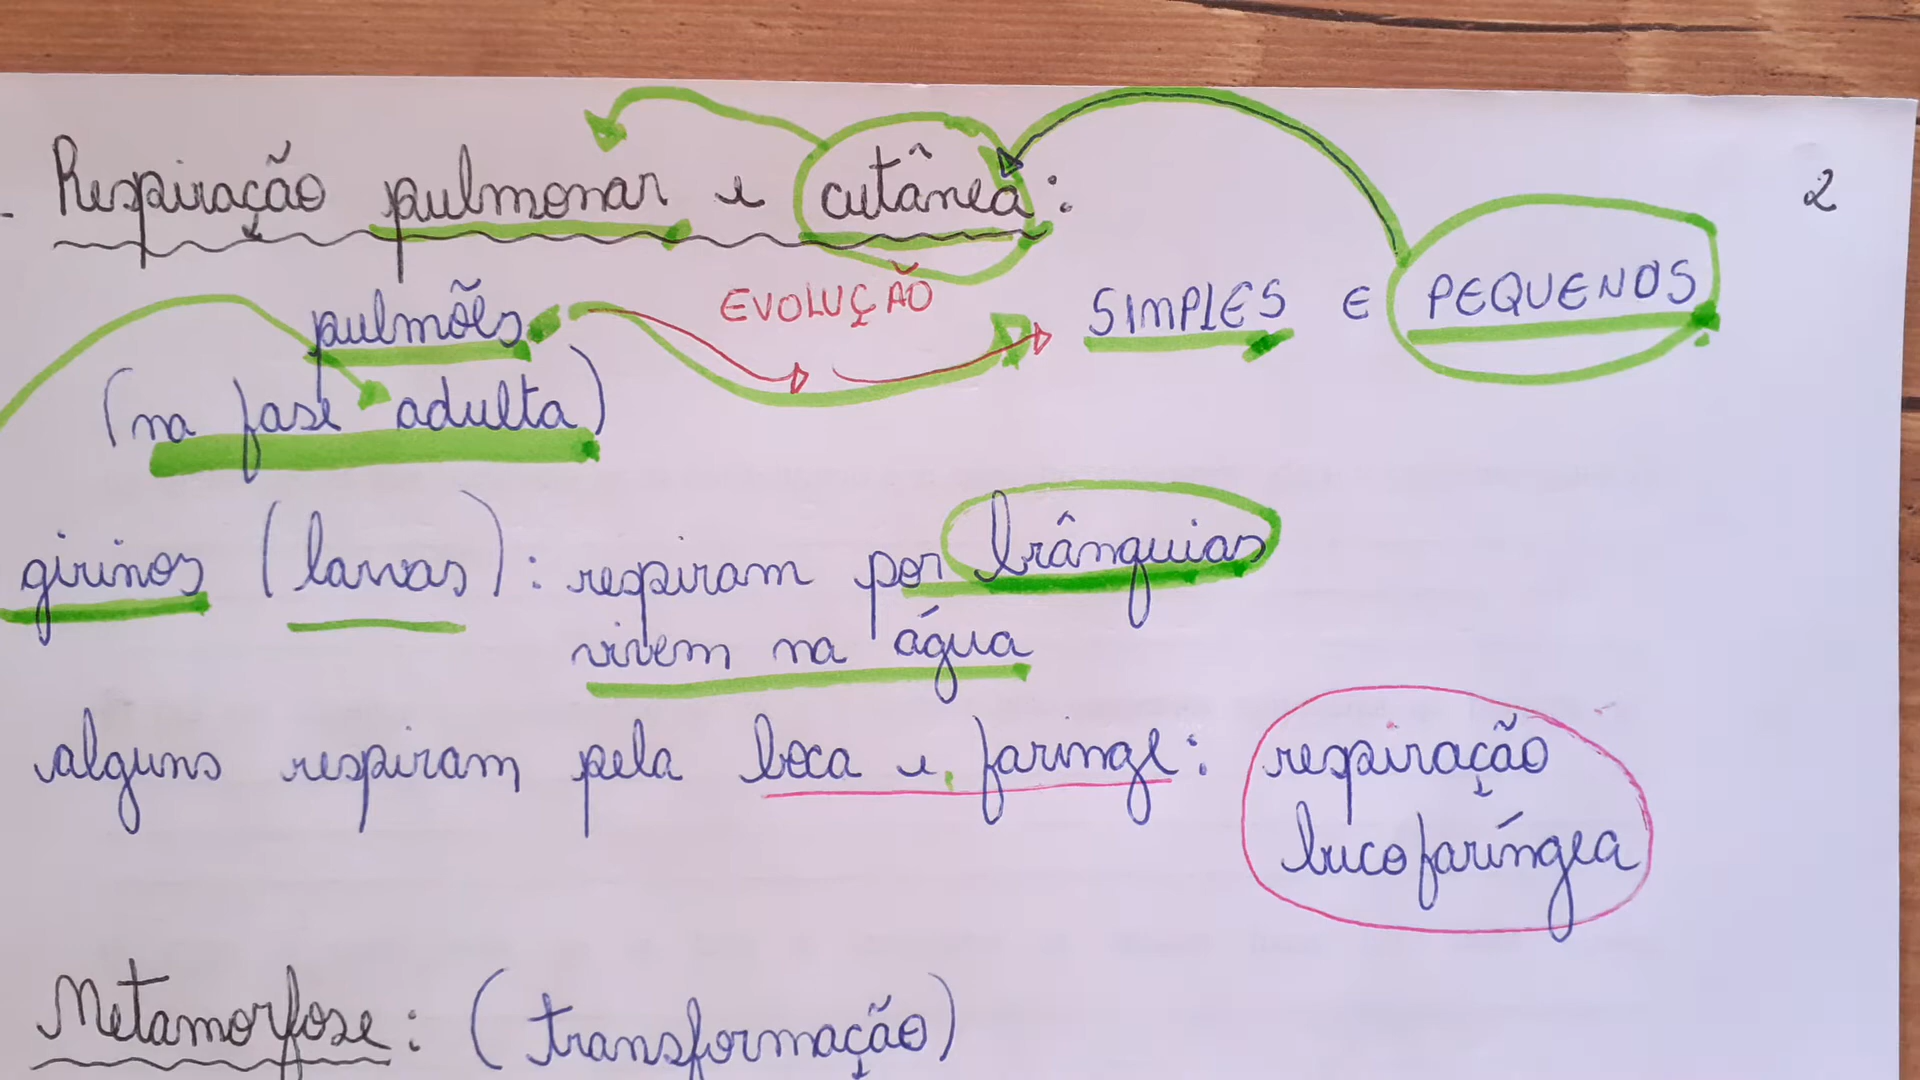 - Respiração pulmonar e cutânea:
2
pulmões EVOLUÇÃO SIMPLES E PEQUENOS
(na fase adulta)
girinos (larvas): respiram por brânquias
vivem na água
alguns respiram pela boca e faringe: respiração
bucofaríngea
Metamorfose: (transformação)